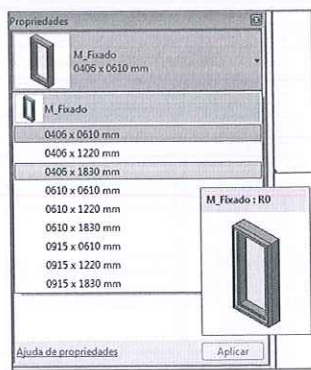 Propriedades
M_Fixado
0406 x 0610 mm
M_Fixado
0406 x 0610 mm
0406 x 1220 mm
0406 x 1830 mm
0610 x 0610 mm
0610 x 1220 mm
0610 x 1830 mm
0915 x 0610 mm
0915 x 1220 mm
0915 x 1830 mm
M_Fixado : R0
Ajuda de propriedades
Aplicar